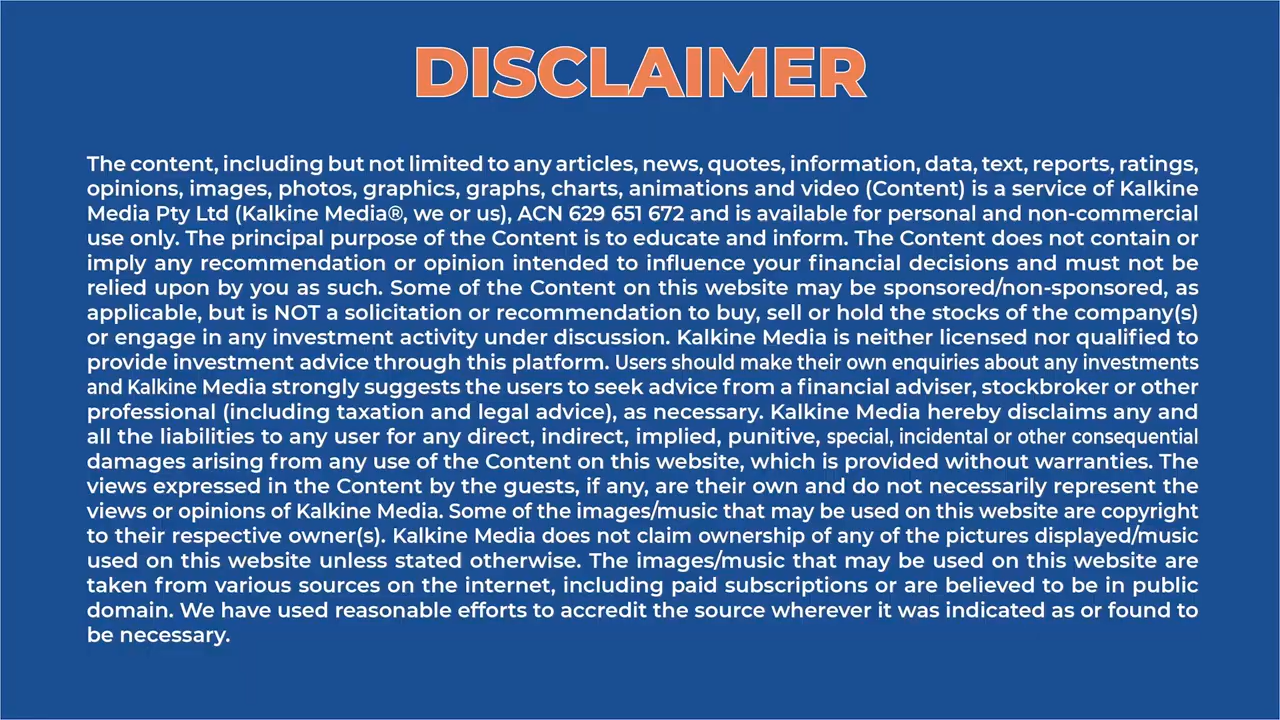 DISCLAIMER
The content, including but not limited to any articles, news, quotes, information, data, text, reports, ratings,
opinions, images, photos, graphics, graphs, charts, animations and video (Content) is a service of Kalkine
Media Pty Ltd (Kalkine Media®, we or us), ACN 629 651 672 and is available for personal and non-commercial
use only. The principal purpose of the Content is to educate and inform. The Content does not contain or
imply any recommendation or opinion intended to influence your financial decisions and must not be
relied upon by you as such. Some of the Content on this website may be sponsored/non-sponsored, as
applicable, but is NOT a solicitation or recommendation to buy, sell or hold the stocks of the company(s)
or engage in any investment activity under discussion. Kalkine Media is neither licensed nor qualified to
provide investment advice through this platform. Users should make their own enquiries about any investments
and Kalkine Media strongly suggests the users to seek advice from a financial adviser, stockbroker or other
professional (including taxation and legal advice), as necessary. Kalkine Media hereby disclaims any and
all the liabilities to any user for any direct, indirect, implied, punitive, special, incidental or other consequential
damages arising from any use of the Content on this website, which is provided without warranties. The
views expressed in the Content by the guests, if any, are their own and do not necessarily represent the
views or opinions of Kalkine Media. Some of the images/music that may be used on this website are copyright
to their respective owner(s). Kalkine Media does not claim ownership of any of the pictures displayed/music
used on this website unless stated otherwise. The images/music that may be used on this website are
taken from various sources on the internet, including paid subscriptions or are believed to be in public
domain. We have used reasonable efforts to accredit the source wherever it was indicated as or found to
be necessary.